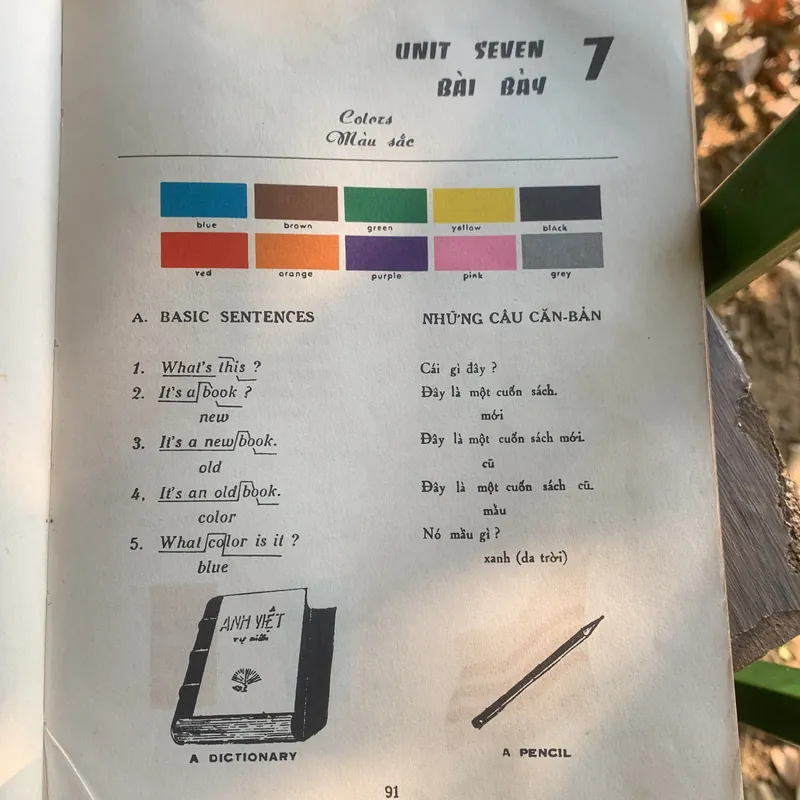 UNIT SEVEN 7
BÀI BẢY
Colors
Màu sắc
blue brown green yellow blAck
red orange purple pink grey
A. BASIC SENTENCES
1. What's this ?
2. It's a book ?
new
3. It's a new book.
old
4, It's an old book.
color
5. What color is it ?
blue
NHỮNG CÂU CĂN-BẢN
Cái gì đây ?
Đây là một cuốn sách.
mới
Đây là một cuốn sách mới.
cũ
Đây là một cuốn sách cũ.
mầu
Nó mầu gì ?
xanh (da trời)
ANH VIỆT
TỰ ĐIỂN
A DICTIONARY
A PENCIL
91